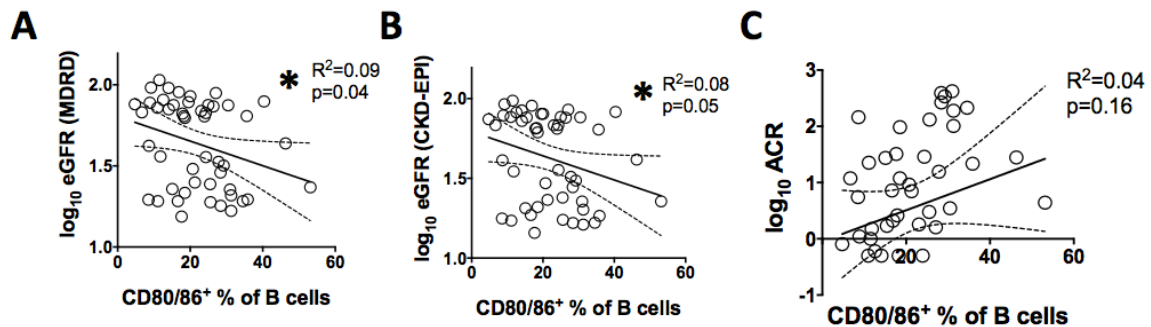 A
log10 eGFR (MDRD)
2.0
1.5
1.0
0
20
40
60
CD80/86+ % of B cells
*
R2=0.09
p=0.04
B
log10 eGFR (CKD-EPI)
2.0
1.5
1.0
0
20
40
60
CD80/86+ % of B cells
*
R2=0.08
p=0.05
C
log10 ACR
3
2
1
0
-1
20
40
60
CD80/86+ % of B cells
R2=0.04
p=0.16